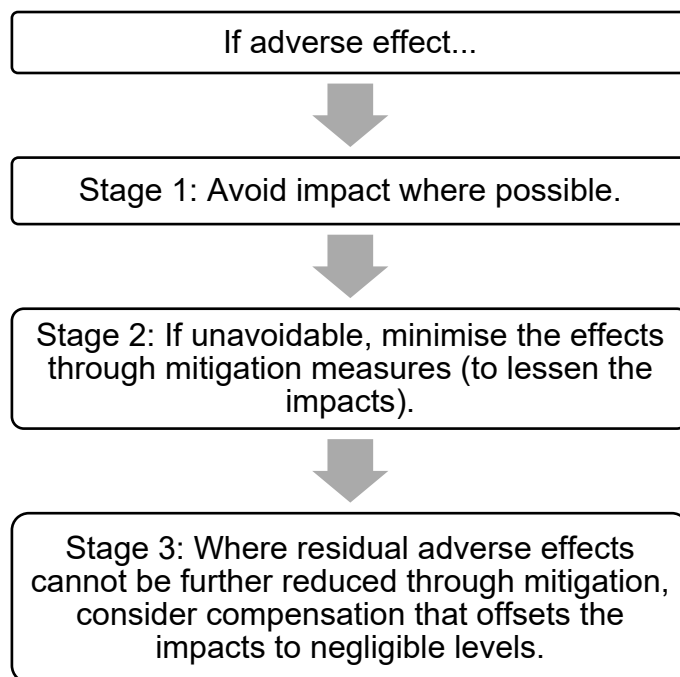 If adverse effect...
Stage 1: Avoid impact where possible.
Stage 2: If unavoidable, minimise the effects
through mitigation measures (to lessen the
impacts).
Stage 3: Where residual adverse effects
cannot be further reduced through mitigation,
consider compensation that offsets the
impacts to negligible levels.